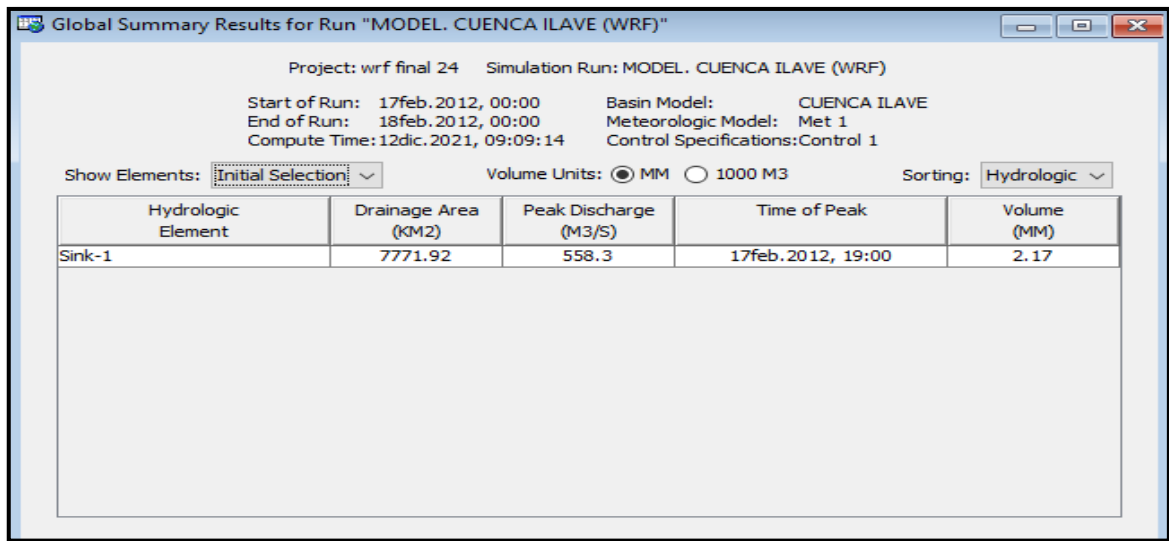 Global Summary Results for Run "MODEL. CUENCA ILAVE (WRF)"
Project: wrf final 24 Simulation Run: MODEL. CUENCA ILAVE (WRF)
Start of Run: 17feb.2012, 00:00 Basin Model: CUENCA ILAVE
End of Run: 18feb.2012, 00:00 Meteorologic Model: Met 1
Compute Time: 12dic.2021, 09:09:14 Control Specifications: Control 1
Show Elements: Initial Selection Volume Units: MM 1000 M3 Sorting: Hydrologic
Hydrologic Drainage Area Peak Discharge Time of Peak Volume
Element (KM2) (M3/S) (MM)
Sink-1 7771.92 558.3 17feb.2012, 19:00 2.17